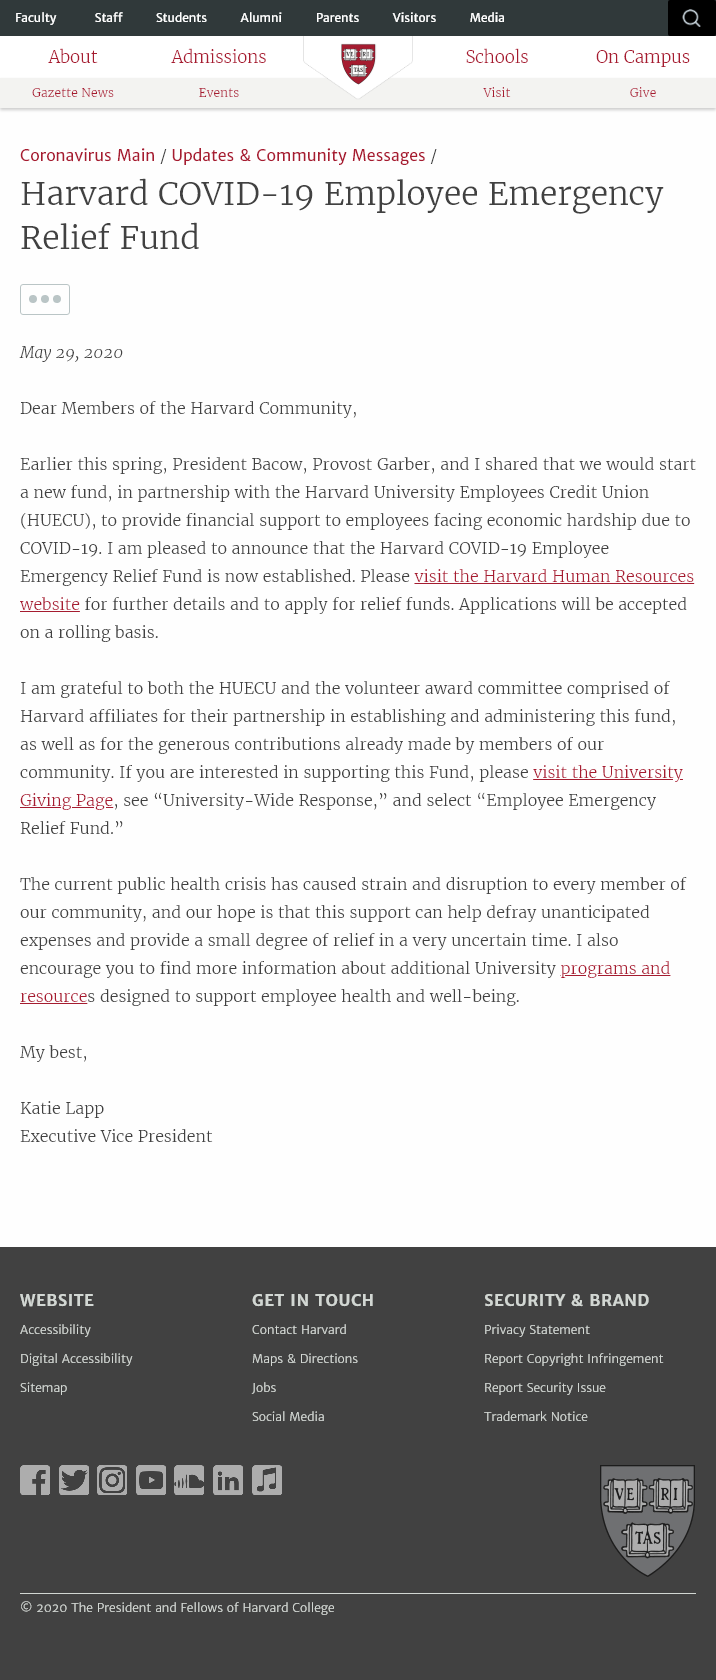 Faculty Staff Students Alumni Parents Visitors Media
About Admissions Schools On Campus
VE RI
TAS
Gazette News Events Visit Give
Coronavirus Main / Updates & Community Messages /
Harvard COVID-19 Employee Emergency
Relief Fund
May 29, 2020
Dear Members of the Harvard Community,
Earlier this spring, President Bacow, Provost Garber, and I shared that we would start
a new fund, in partnership with the Harvard University Employees Credit Union
(HUECU), to provide financial support to employees facing economic hardship due to
COVID-19. I am pleased to announce that the Harvard COVID-19 Employee
Emergency Relief Fund is now established. Please visit the Harvard Human Resources
website for further details and to apply for relief funds. Applications will be accepted
on a rolling basis.
I am grateful to both the HUECU and the volunteer award committee comprised of
Harvard affiliates for their partnership in establishing and administering this fund,
as well as for the generous contributions already made by members of our
community. If you are interested in supporting this Fund, please visit the University
Giving Page, see “University-Wide Response,” and select “Employee Emergency
Relief Fund.”
The current public health crisis has caused strain and disruption to every member of
our community, and our hope is that this support can help defray unanticipated
expenses and provide a small degree of relief in a very uncertain time. I also
encourage you to find more information about additional University programs and
resources designed to support employee health and well-being.
My best,
Katie Lapp
Executive Vice President
WEBSITE
Accessibility
Digital Accessibility
Sitemap
GET IN TOUCH
Contact Harvard
Maps & Directions
Jobs
Social Media
SECURITY & BRAND
Privacy Statement
Report Copyright Infringement
Report Security Issue
Trademark Notice
VE RI
TAS
© 2020 The President and Fellows of Harvard College